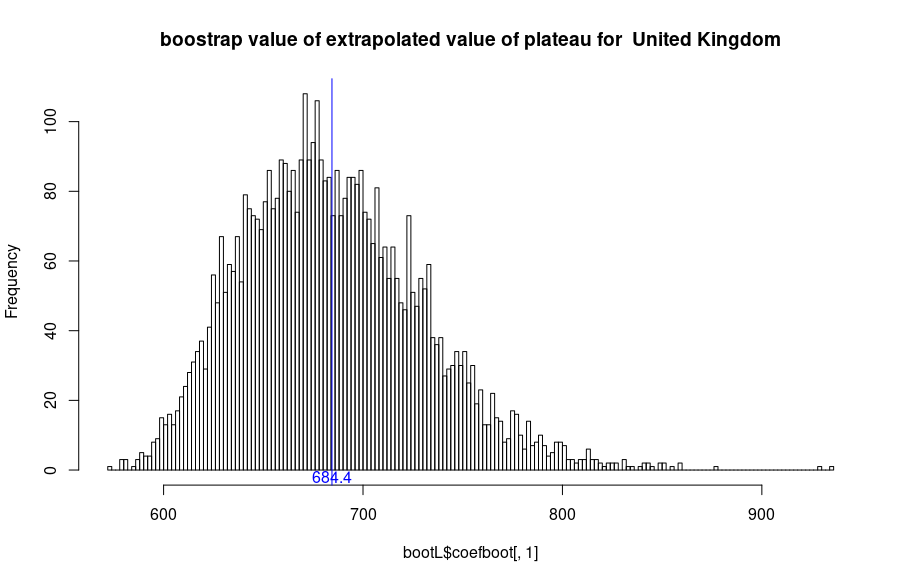 boostrap value of extrapolated value of plateau for  United Kingdom
Frequency
100
80
60
40
20
0
684.4
600 700 800 900
bootL$coefboot[, 1]